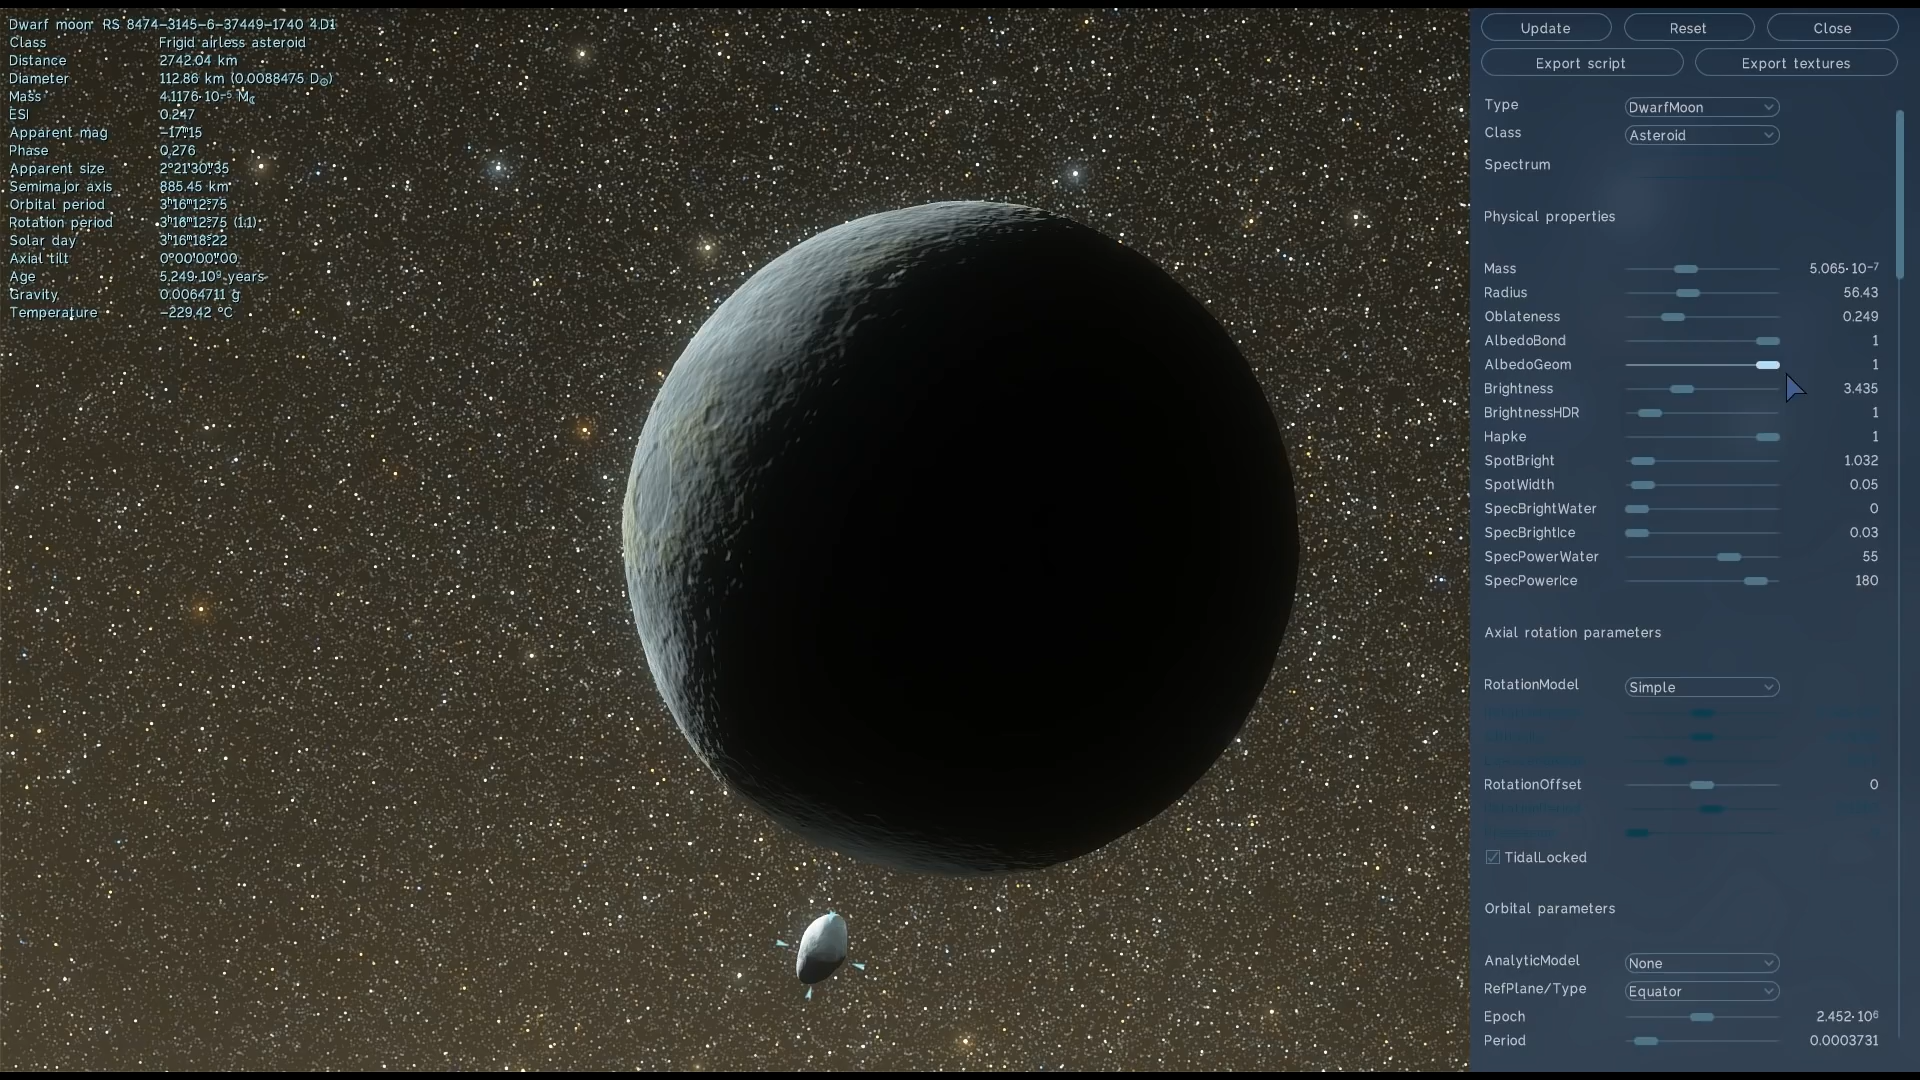 Dwarf moon RS 8474-3145-6-37449-1740 4.D1
Class Frigid airless asteroid
Distance 2742.04 km
Diameter 112.86 km (0.0088475 D⊕)
Mass 4.1176·10⁻⁵ M☾
ESI 0.247
Apparent mag −17ᵐ15
Phase 0.276
Apparent size 2°21'30."35
Semimajor axis 885.45 km
Orbital period 3ʰ16ᵐ12ˢ.75
Rotation period 3ʰ16ᵐ12ˢ.75 (1:1)
Solar day 3ʰ16ᵐ18ˢ.22
Axial tilt 0°00'00."00
Age 5.249·10⁹ years
Gravity 0.0064711 g
Temperature −229.42 °C
Update Reset Close
Export script Export textures
Type DwarfMoon
Class Asteroid
Spectrum
Physical properties
Mass 5.065·10⁻⁷
Radius 56.43
Oblateness 0.249
AlbedoBond 1
AlbedoGeom 1
Brightness 3.435
BrightnessHDR 1
Hapke 1
SpotBright 1.032
SpotWidth 0.05
SpecBrightWater 0
SpecBrightIce 0.03
SpecPowerWater 55
SpecPowerIce 180
Axial rotation parameters
RotationModel Simple
RotationOffset 0
TidalLocked
Orbital parameters
AnalyticModel None
RefPlane/Type Equator
Epoch 2.452·10⁶
Period 0.0003731